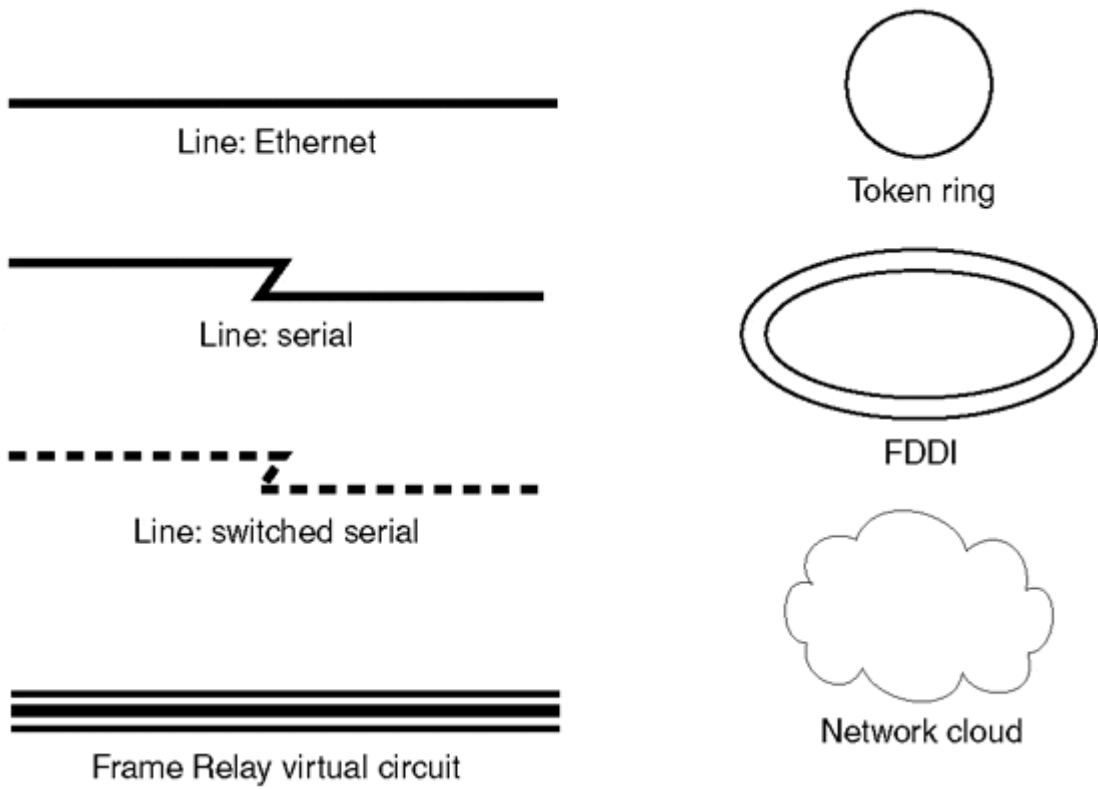 Line: Ethernet
Line: serial
Line: switched serial
Frame Relay virtual circuit
Token ring
FDDI
Network cloud